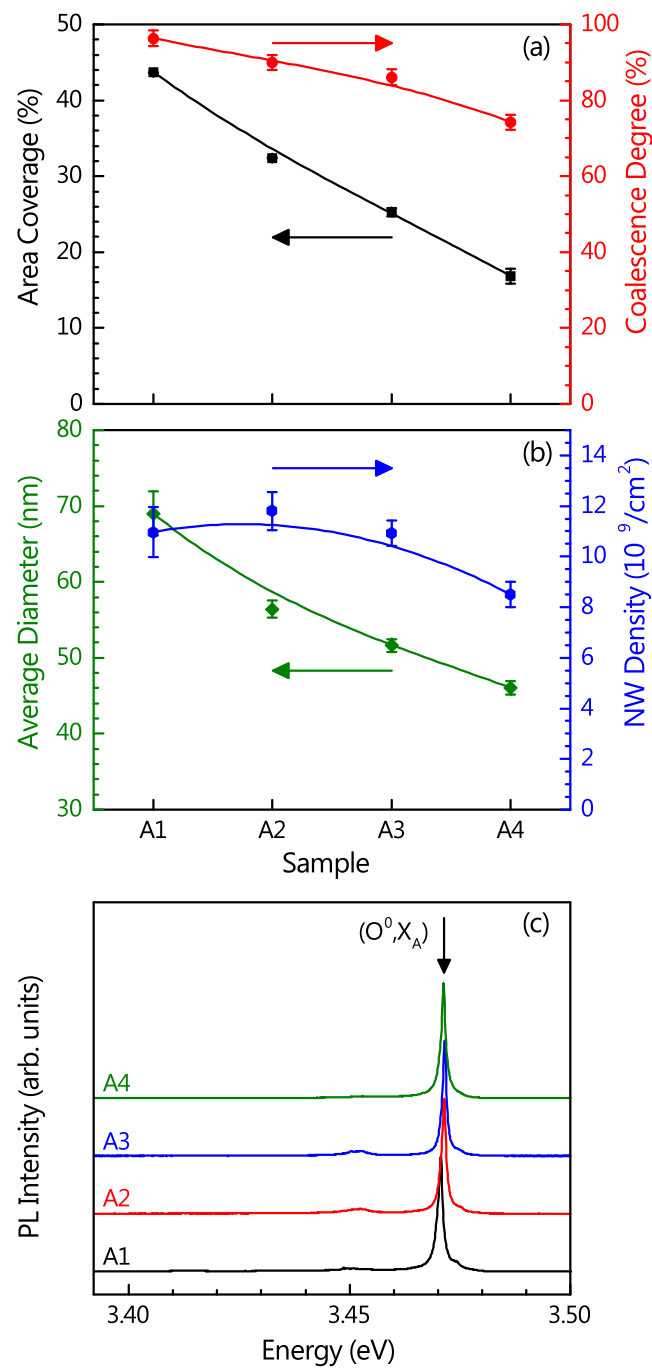 (a)
Area Coverage (%)
50
40
30
20
10
0
100
80
60
40
20
0
Coalescence Degree (%)
(b)
Average Diameter (nm)
80
70
60
50
40
30
14
12
10
8
6
4
2
0
NW Density (10⁹/cm²)
A1 A2 A3 A4
Sample
(c)
(O⁰,X_A)
PL Intensity (arb. units)
A4
A3
A2
A1
3.40 3.45 3.50
Energy (eV)